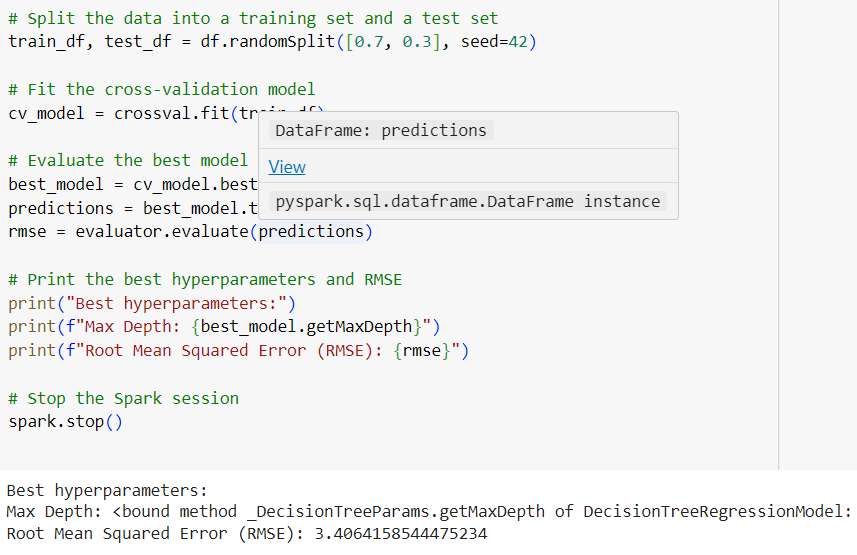 # Split the data into a training set and a test set
train_df, test_df = df.randomSplit([0.7, 0.3], seed=42)
# Fit the cross-validation model
cv_model = crossval.fit(train_df)
DataFrame: predictions
View
pyspark.sql.dataframe.DataFrame instance
# Evaluate the best model
best_model = cv_model.best
predictions = best_model.t
rmse = evaluator.evaluate(predictions)
# Print the best hyperparameters and RMSE
print("Best hyperparameters:")
print(f"Max Depth: {best_model.getMaxDepth}")
print(f"Root Mean Squared Error (RMSE): {rmse}")
# Stop the Spark session
spark.stop()
Best hyperparameters:
Max Depth: <bound method _DecisionTreeParams.getMaxDepth of DecisionTreeRegressionModel:
Root Mean Squared Error (RMSE): 3.4064158544475234